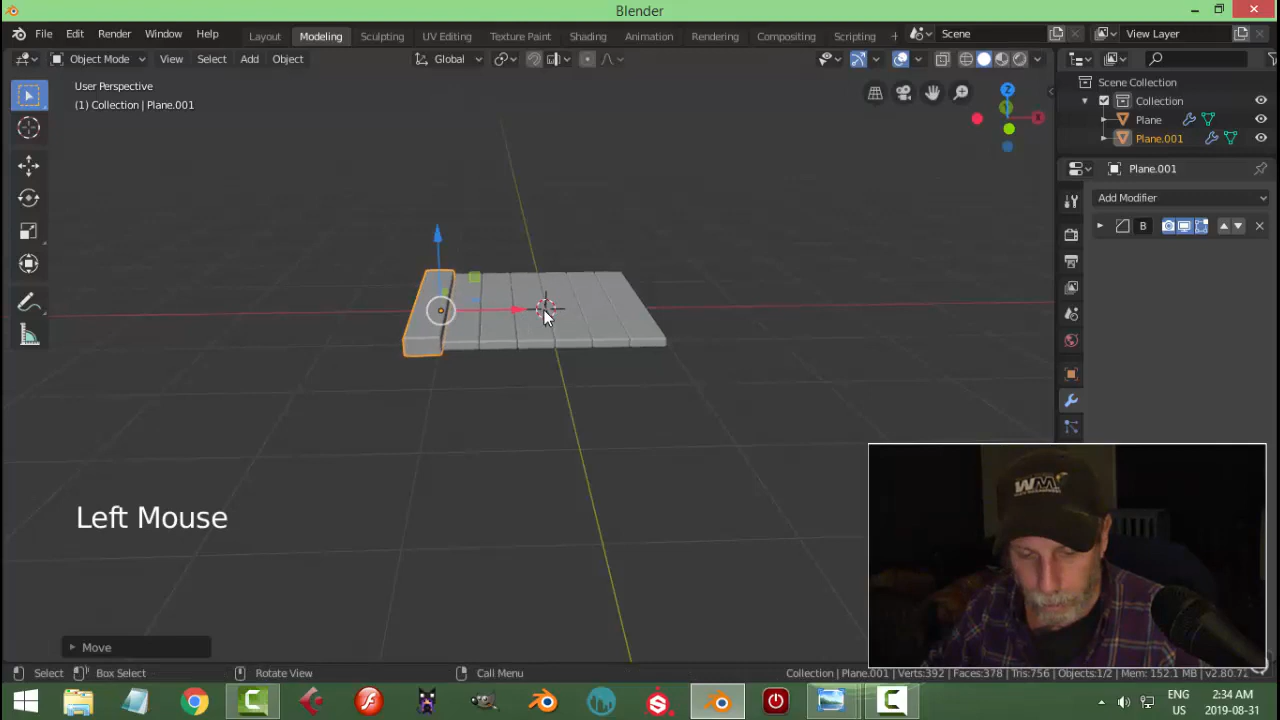 Blender
File Edit Render Window Help
Layout Modeling Sculpting UV Editing Texture Paint Shading Animation Rendering Compositing Scripting + Scene View Layer
Object Mode View Select Add Object Global
User Perspective
(1) Collection | Plane.001
Scene Collection
Collection
Plane
Plane.001
Plane.001
Add Modifier
B
Z
X
WM
Left Mouse
Move
Select Box Select Rotate View Call Menu Collection | Plane.001 | Verts:392 | Faces:378 | Tris:756 | Objects:1/2 | Mem: 152.1 MB | v2.80.7
ENG 2:34 AM
US 2019-08-31